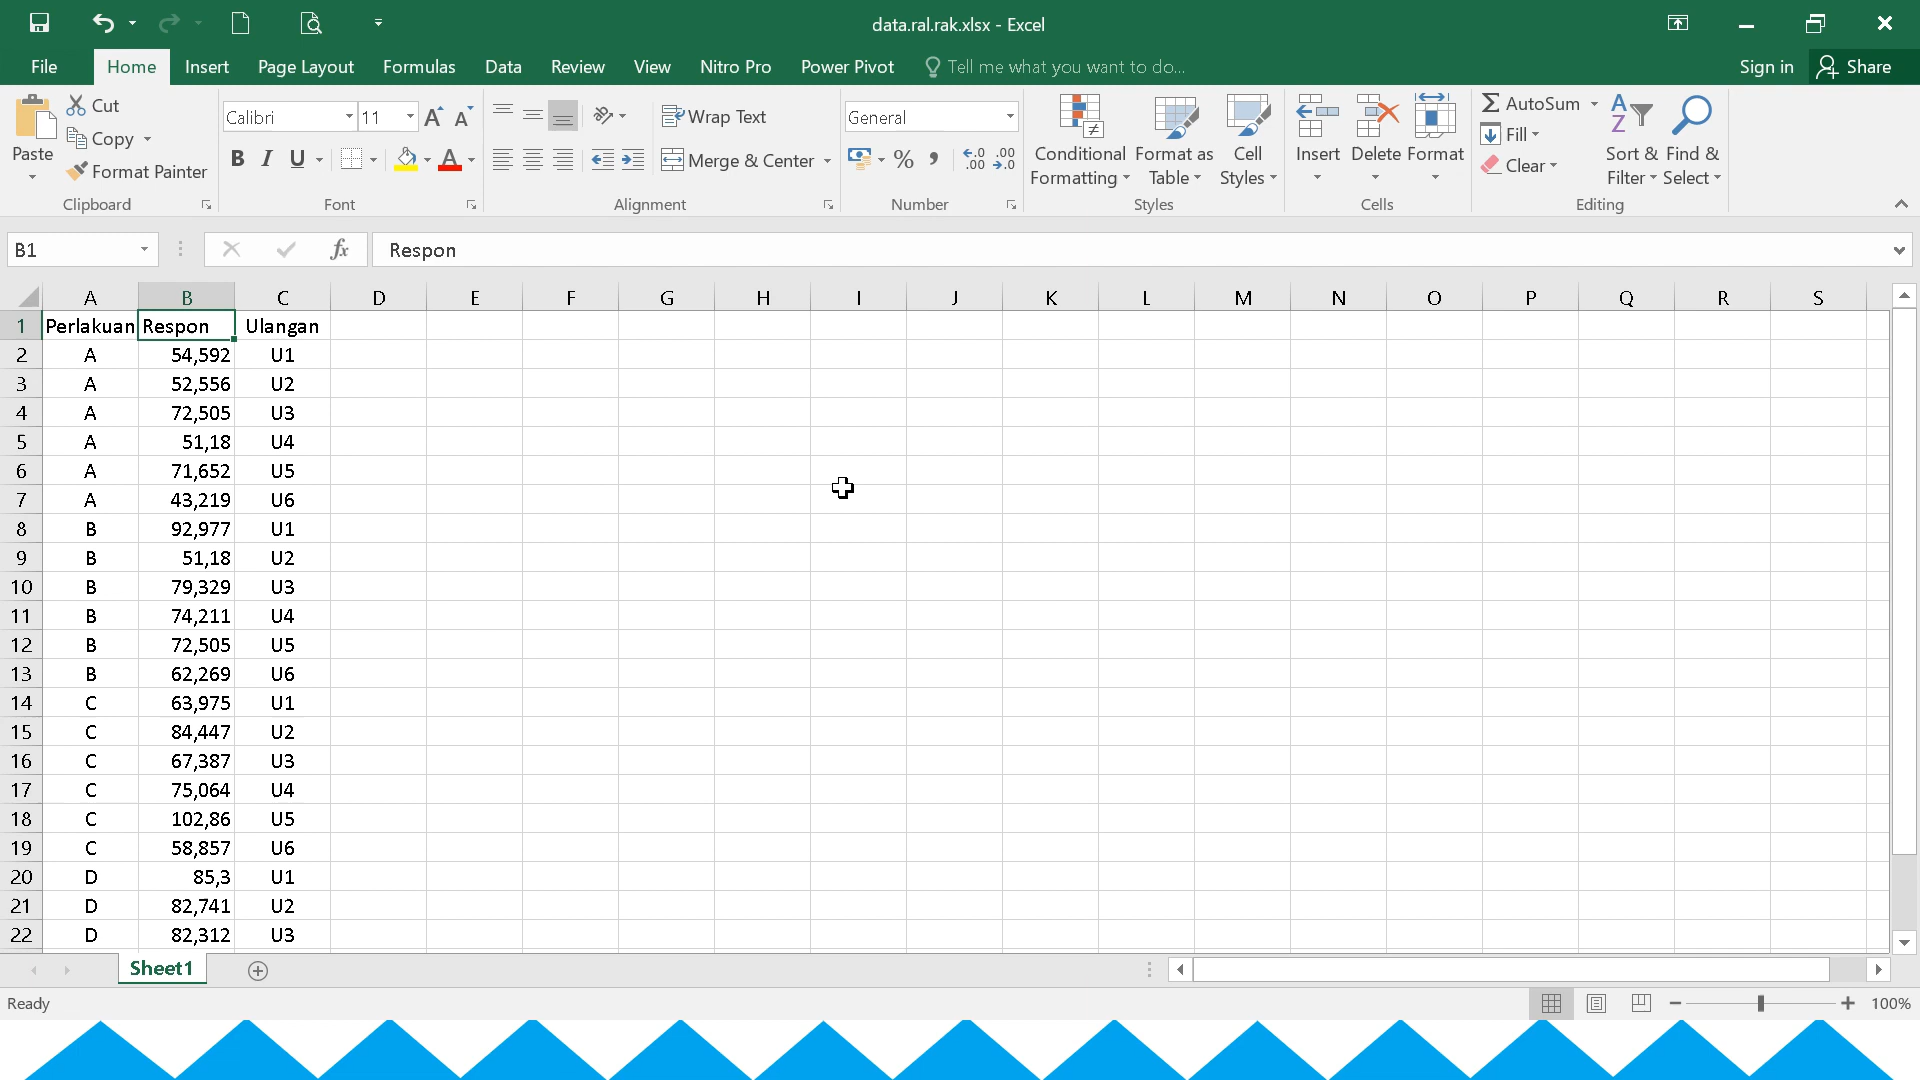 data.ral.rak.xlsx - Excel
File Home Insert Page Layout Formulas Data Review View Nitro Pro Power Pivot Tell me what you want to do... Sign in Share
Paste
Cut
Copy
Format Painter
Clipboard
Calibri 11
B I U
Font
Wrap Text
Merge & Center
Alignment
General
Number
Conditional Formatting
Format as Table
Cell Styles
Styles
Insert Delete Format
Cells
AutoSum
Fill
Clear
Sort & Filter
Find & Select
Editing
B1 fx Respon
A B C D E F G H I J K L M N O P Q R S
1 Perlakuan Respon Ulangan
2 A 54,592 U1
3 A 52,556 U2
4 A 72,505 U3
5 A 51,18 U4
6 A 71,652 U5
7 A 43,219 U6
8 B 92,977 U1
9 B 51,18 U2
10 B 79,329 U3
11 B 74,211 U4
12 B 72,505 U5
13 B 62,269 U6
14 C 63,975 U1
15 C 84,447 U2
16 C 67,387 U3
17 C 75,064 U4
18 C 102,86 U5
19 C 58,857 U6
20 D 85,3 U1
21 D 82,741 U2
22 D 82,312 U3
Sheet1
Ready 100%